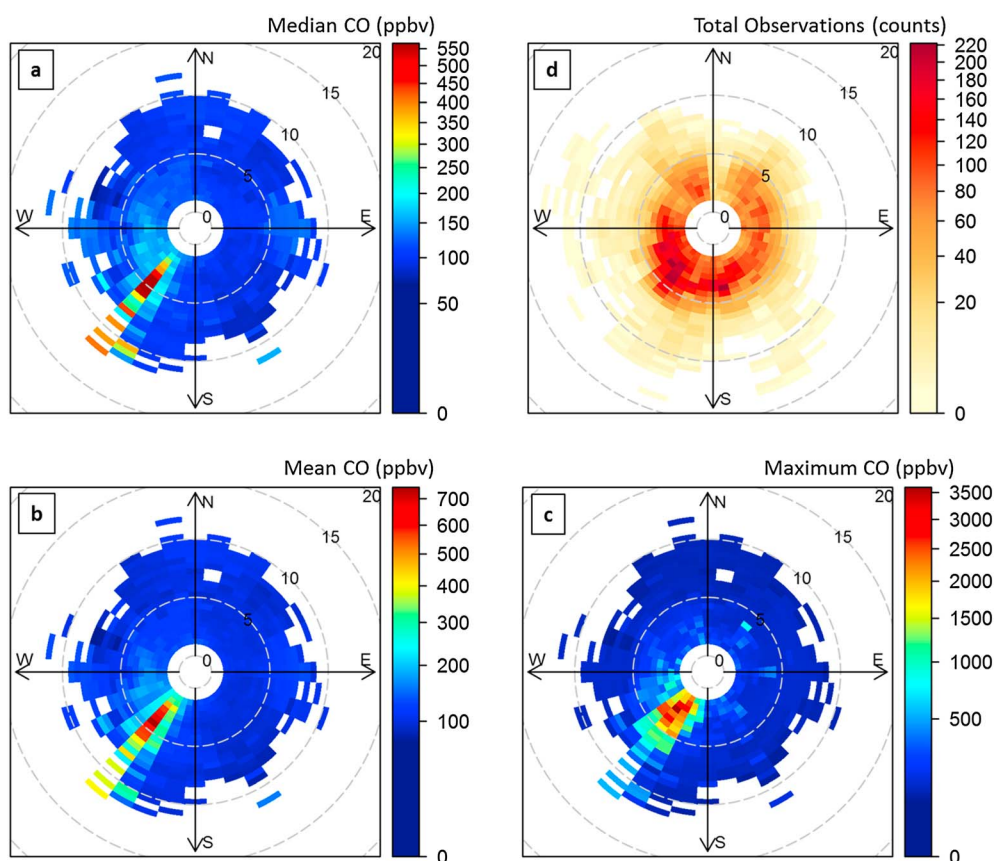 Median CO (ppbv)
a
N
E
S
W
0
5
10
15
20
550
500
450
400
350
300
250
200
150
100
50
0
Total Observations (counts)
d
N
E
S
W
0
5
10
15
20
220
200
180
160
140
120
100
80
60
40
20
0
Mean CO (ppbv)
b
N
E
S
W
0
5
10
15
20
700
600
500
400
300
200
100
0
Maximum CO (ppbv)
c
N
E
S
W
0
5
10
15
20
3500
3000
2500
2000
1500
1000
500
0